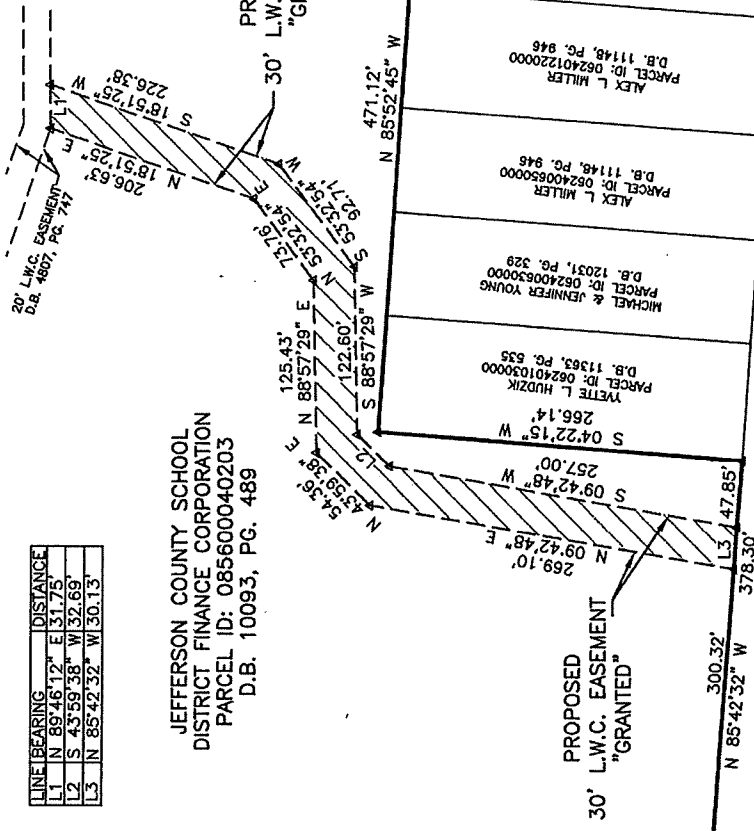 LINE BEARING DISTANCE
L1 N 89°46'12" E 31.75'
L2 S 43°59'38" W 32.69'
L3 N 85°42'32" W 30.13'
JEFFERSON COUNTY SCHOOL
DISTRICT FINANCE CORPORATION
PARCEL ID: 085600040203
D.B. 10093, PG. 489
20' L.W.C. EASEMENT
D.B. 4807, PG. 747
L1
N 18°51'25" E
206.63'
S 18°51'25" W
226.38'
30' L.W.
N 53°32'54" E
73.76'
S 53°32'54" W
92.71'
125.43'
N 88°57'29" E
122.60'
S 88°57'29" W
L2
N 43°59'38" E
54.36'
471.12'
N 85°52'45" W
ALEX L MILLER
PARCEL ID: 062401220000
D.B. 11148, PG. 946
ALEX L MILLER
PARCEL ID: 062400650000
D.B. 11148, PG. 946
MICHAEL & JENNIFER YOUNG
PARCEL ID: 062400630000
D.B. 12031, PG. 329
YVETTE L HUDZIK
PARCEL ID: 062401030000
D.B. 11363, PG. 535
S 04°22'15" W
266.14'
S 09°42'48" W
257.00'
N 09°42'48" E
269.10'
PROPOSED
30' L.W.C. EASEMENT
"GRANTED"
L3
47.85'
378.30'
300.32'
N 85°42'32" W